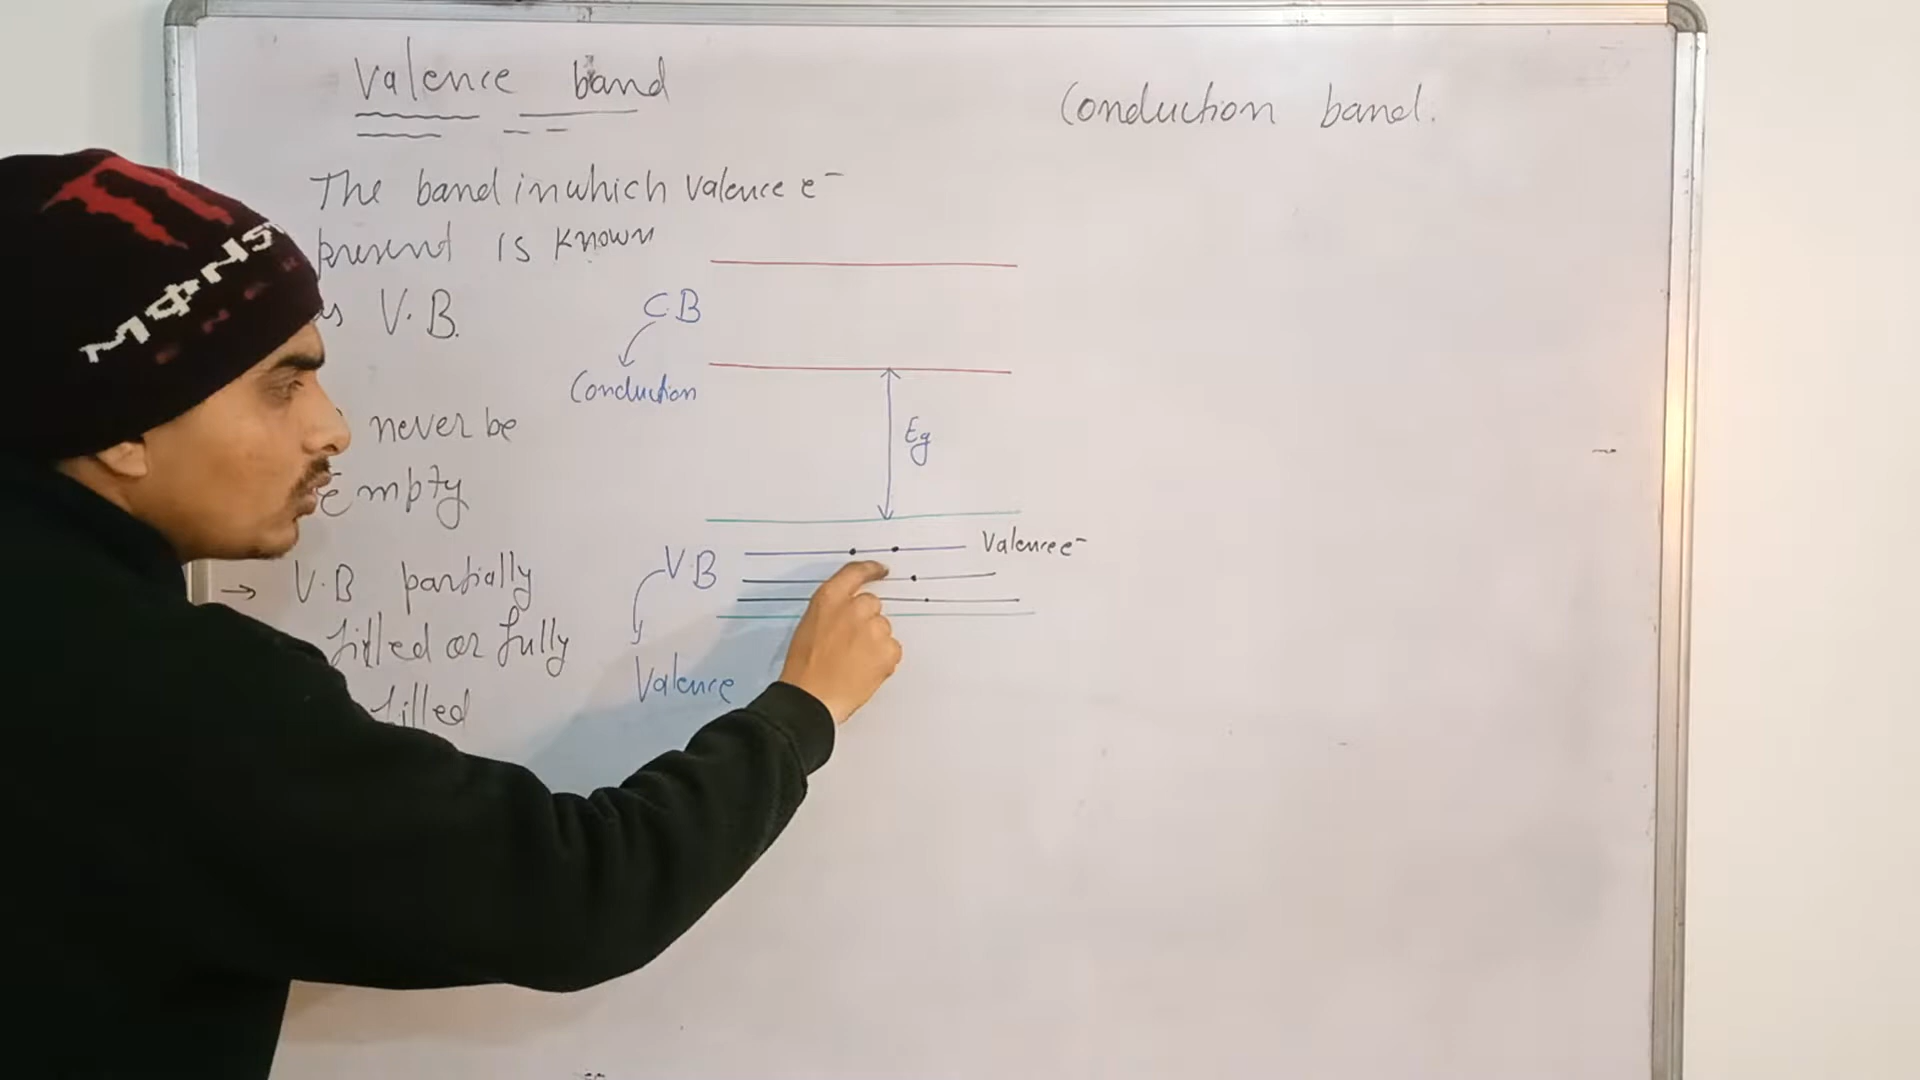 Valence band
The band in which valence e⁻
present is known
as V.B.
never be
Empty
→ V.B partially
filled or fully
filled
C.B
Conduction
Eg
V.B
Valence e⁻
Valence
Conduction band.